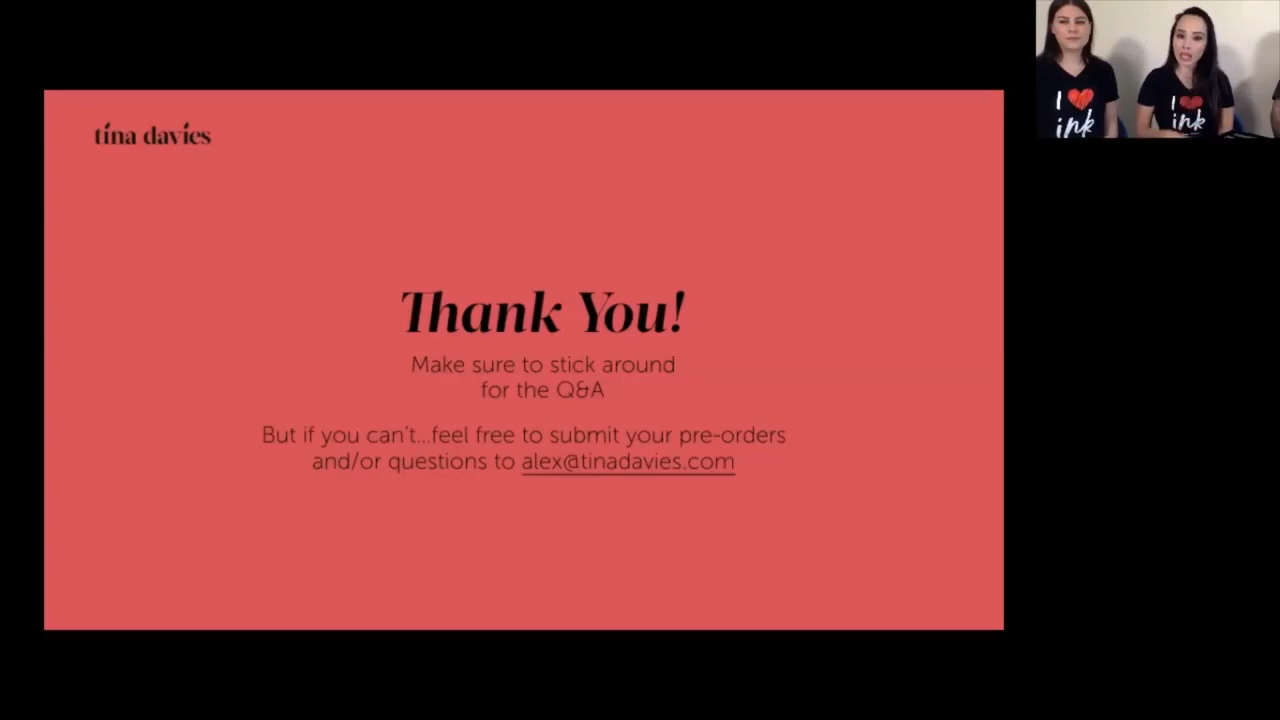 tina davies
Thank You!
Make sure to stick around
for the Q&A
But if you can't...feel free to submit your pre-orders
and/or questions to alex@tinadavies.com
I ink
I ink